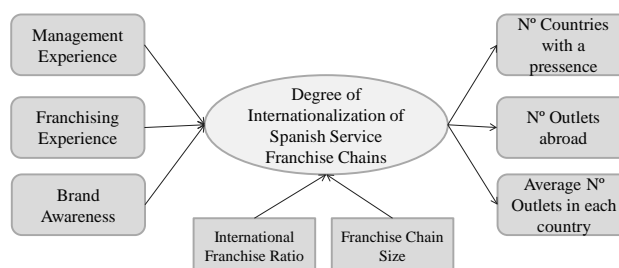 Management
Experience
Franchising
Experience
Brand
Awareness
Degree of
Internationalization of
Spanish Service
Franchise Chains
International
Franchise Ratio
Franchise Chain
Size
Nº Countries
with a
pressence
Nº Outlets
abroad
Average Nº
Outlets in each
country